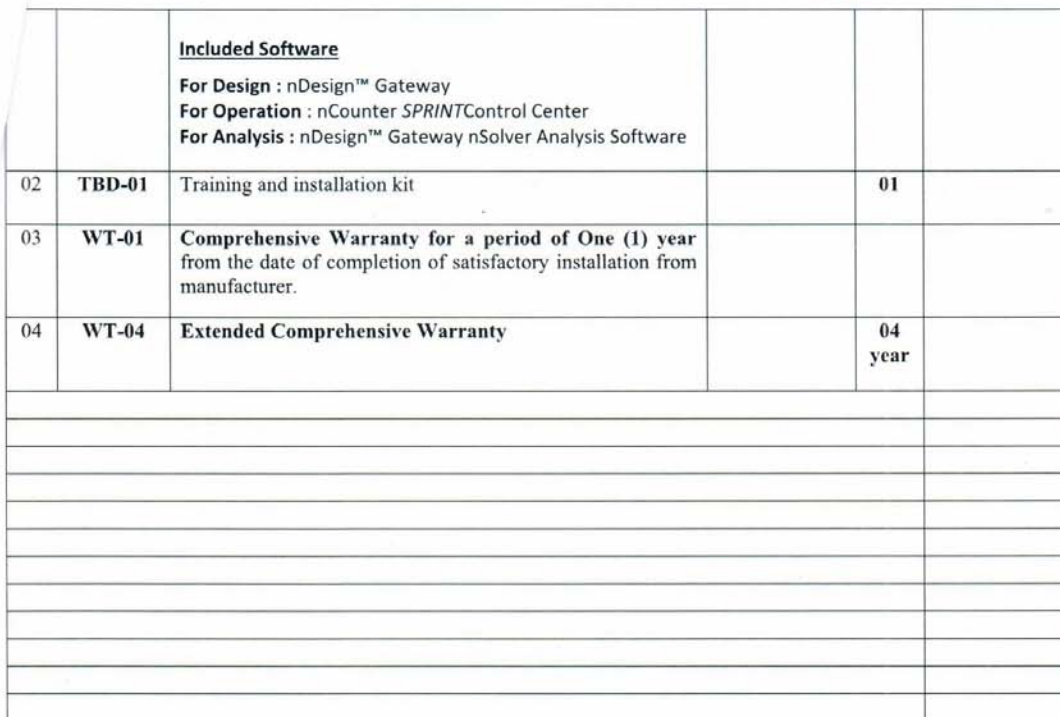 Included Software
For Design : nDesign™ Gateway
For Operation : nCounter SPRINTControl Center
For Analysis : nDesign™ Gateway nSolver Analysis Software
02 TBD-01 Training and installation kit 01
03 WT-01 Comprehensive Warranty for a period of One (1) year
from the date of completion of satisfactory installation from
manufacturer.
04 WT-04 Extended Comprehensive Warranty 04
year